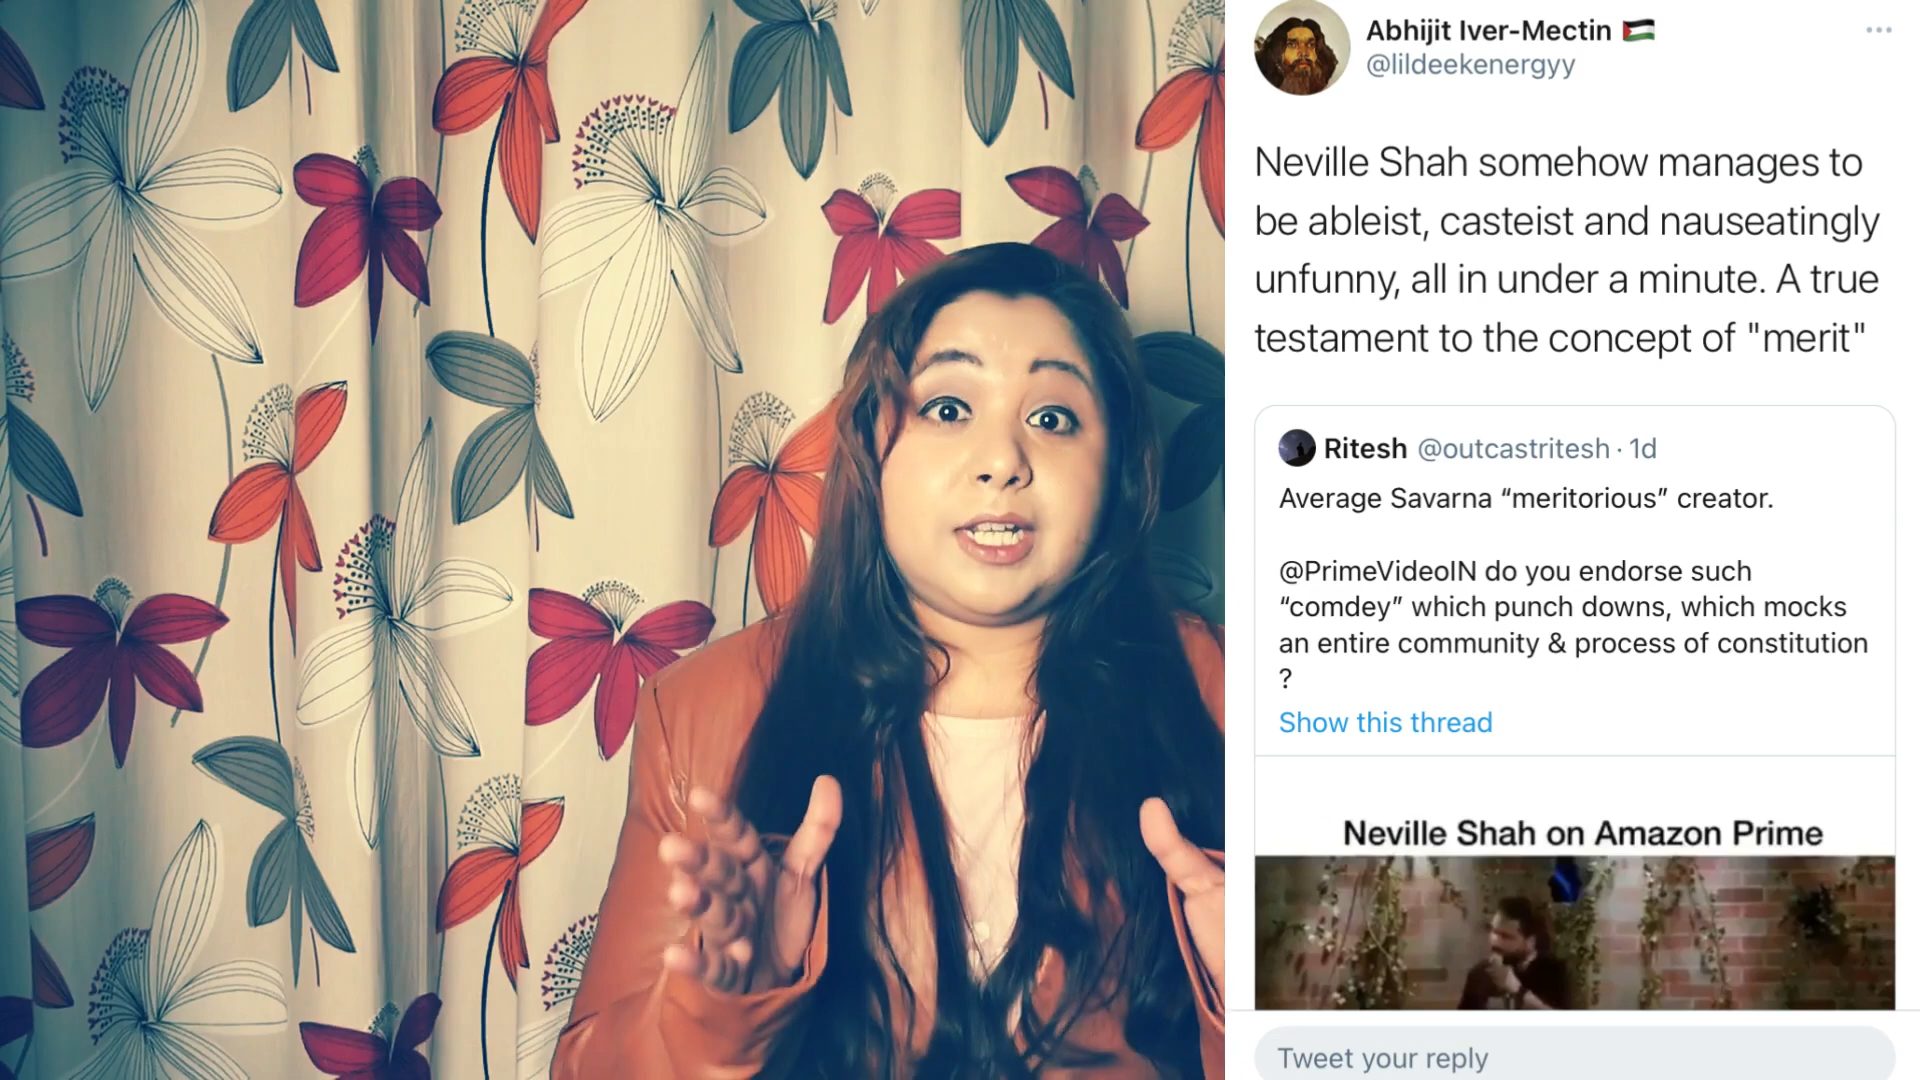 Abhijit Iver-Mectin 🇵🇸
@lildeekenergyy
Neville Shah somehow manages to
be ableist, casteist and nauseatingly
unfunny, all in under a minute. A true
testament to the concept of "merit"
Ritesh @outcastritesh · 1d
Average Savarna “meritorious” creator.
@PrimeVideoIN do you endorse such
“comdey” which punch downs, which mocks
an entire community & process of constitution
?
Show this thread
Neville Shah on Amazon Prime
Tweet your reply